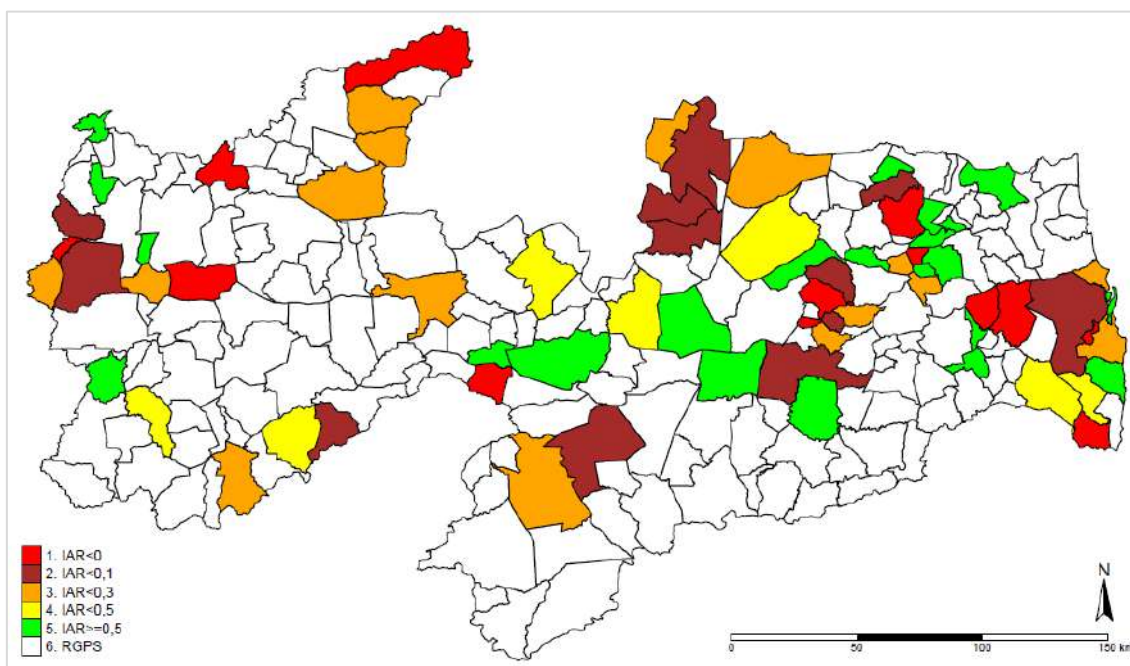 1. IAR<0
2. IAR<0,1
3. IAR<0,3
4. IAR<0,5
5. IAR>=0,5
6. RGPS
N
0 50 100 150 km